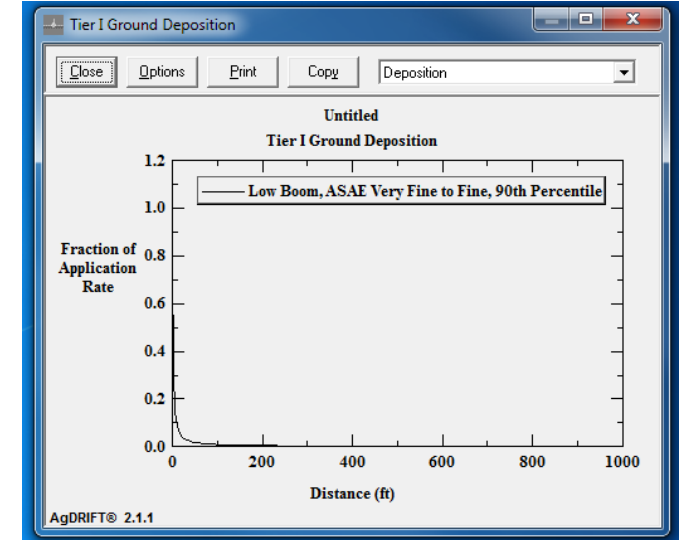 Tier I Ground Deposition
Close Options Print Copy Deposition
Untitled
Tier I Ground Deposition
Low Boom, ASAE Very Fine to Fine, 90th Percentile
1.2
1.0
0.8
0.6
0.4
0.2
0.0
Fraction of
Application
Rate
0 200 400 600 800 1000
Distance (ft)
AgDRIFT® 2.1.1